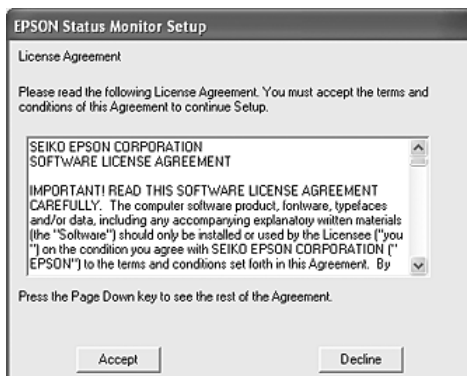 EPSON Status Monitor Setup
License Agreement
Please read the following License Agreement. You must accept the terms and
conditions of this Agreement to continue Setup.
SEIKO EPSON CORPORATION
SOFTWARE LICENSE AGREEMENT
IMPORTANT! READ THIS SOFTWARE LICENSE AGREEMENT
CAREFULLY. The computer software product, fontware, typefaces
and/or data, including any accompanying explanatory written materials
(the "Software") should only be installed or used by the Licensee ("you
") on the condition you agree with SEIKO EPSON CORPORATION ("
EPSON") to the terms and conditions set forth in this Agreement. By
Press the Page Down key to see the rest of the Agreement.
Accept Decline